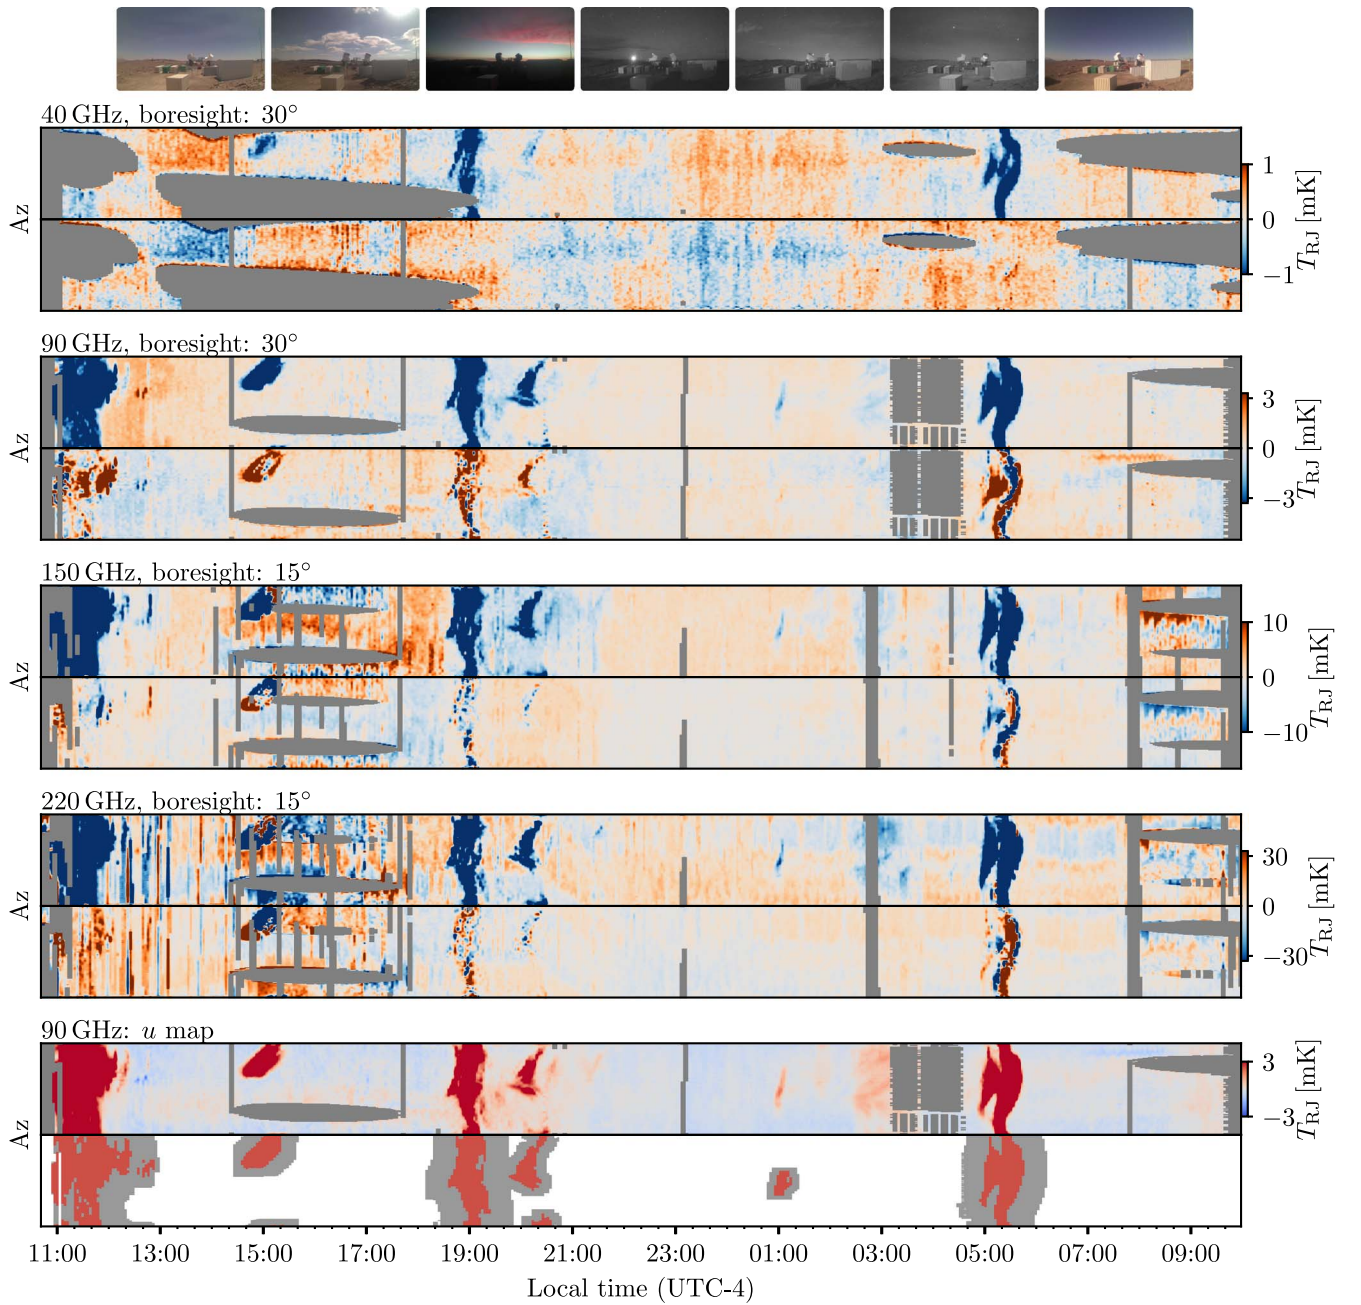 40 GHz, boresight: 30°
Az
1
0
−1
T_RJ [mK]
90 GHz, boresight: 30°
Az
3
0
−3
T_RJ [mK]
150 GHz, boresight: 15°
Az
10
0
−10
T_RJ [mK]
220 GHz, boresight: 15°
Az
30
0
−30
T_RJ [mK]
90 GHz: u map
Az
3
−3
T_RJ [mK]
11:00 13:00 15:00 17:00 19:00 21:00 23:00 01:00 03:00 05:00 07:00 09:00
Local time (UTC-4)